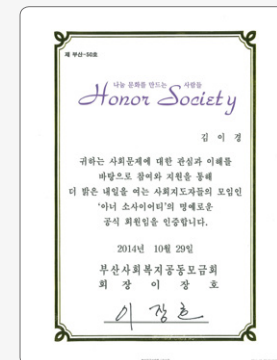 제 부산-50호
나눔 문화를 만드는 사람들
Honor Society
김 이 경
귀하는 사회문제에 대한 관심과 이해를
바탕으로 참여와 지원을 통해
더 밝은 내일을 여는 사회지도자들의 모임인
'아너 소사이어티'의 명예로운
공식 회원임을 인증합니다.
2014년 10월 29일
부산사회복지공동모금회
회 장 이 장 호
이 장 호